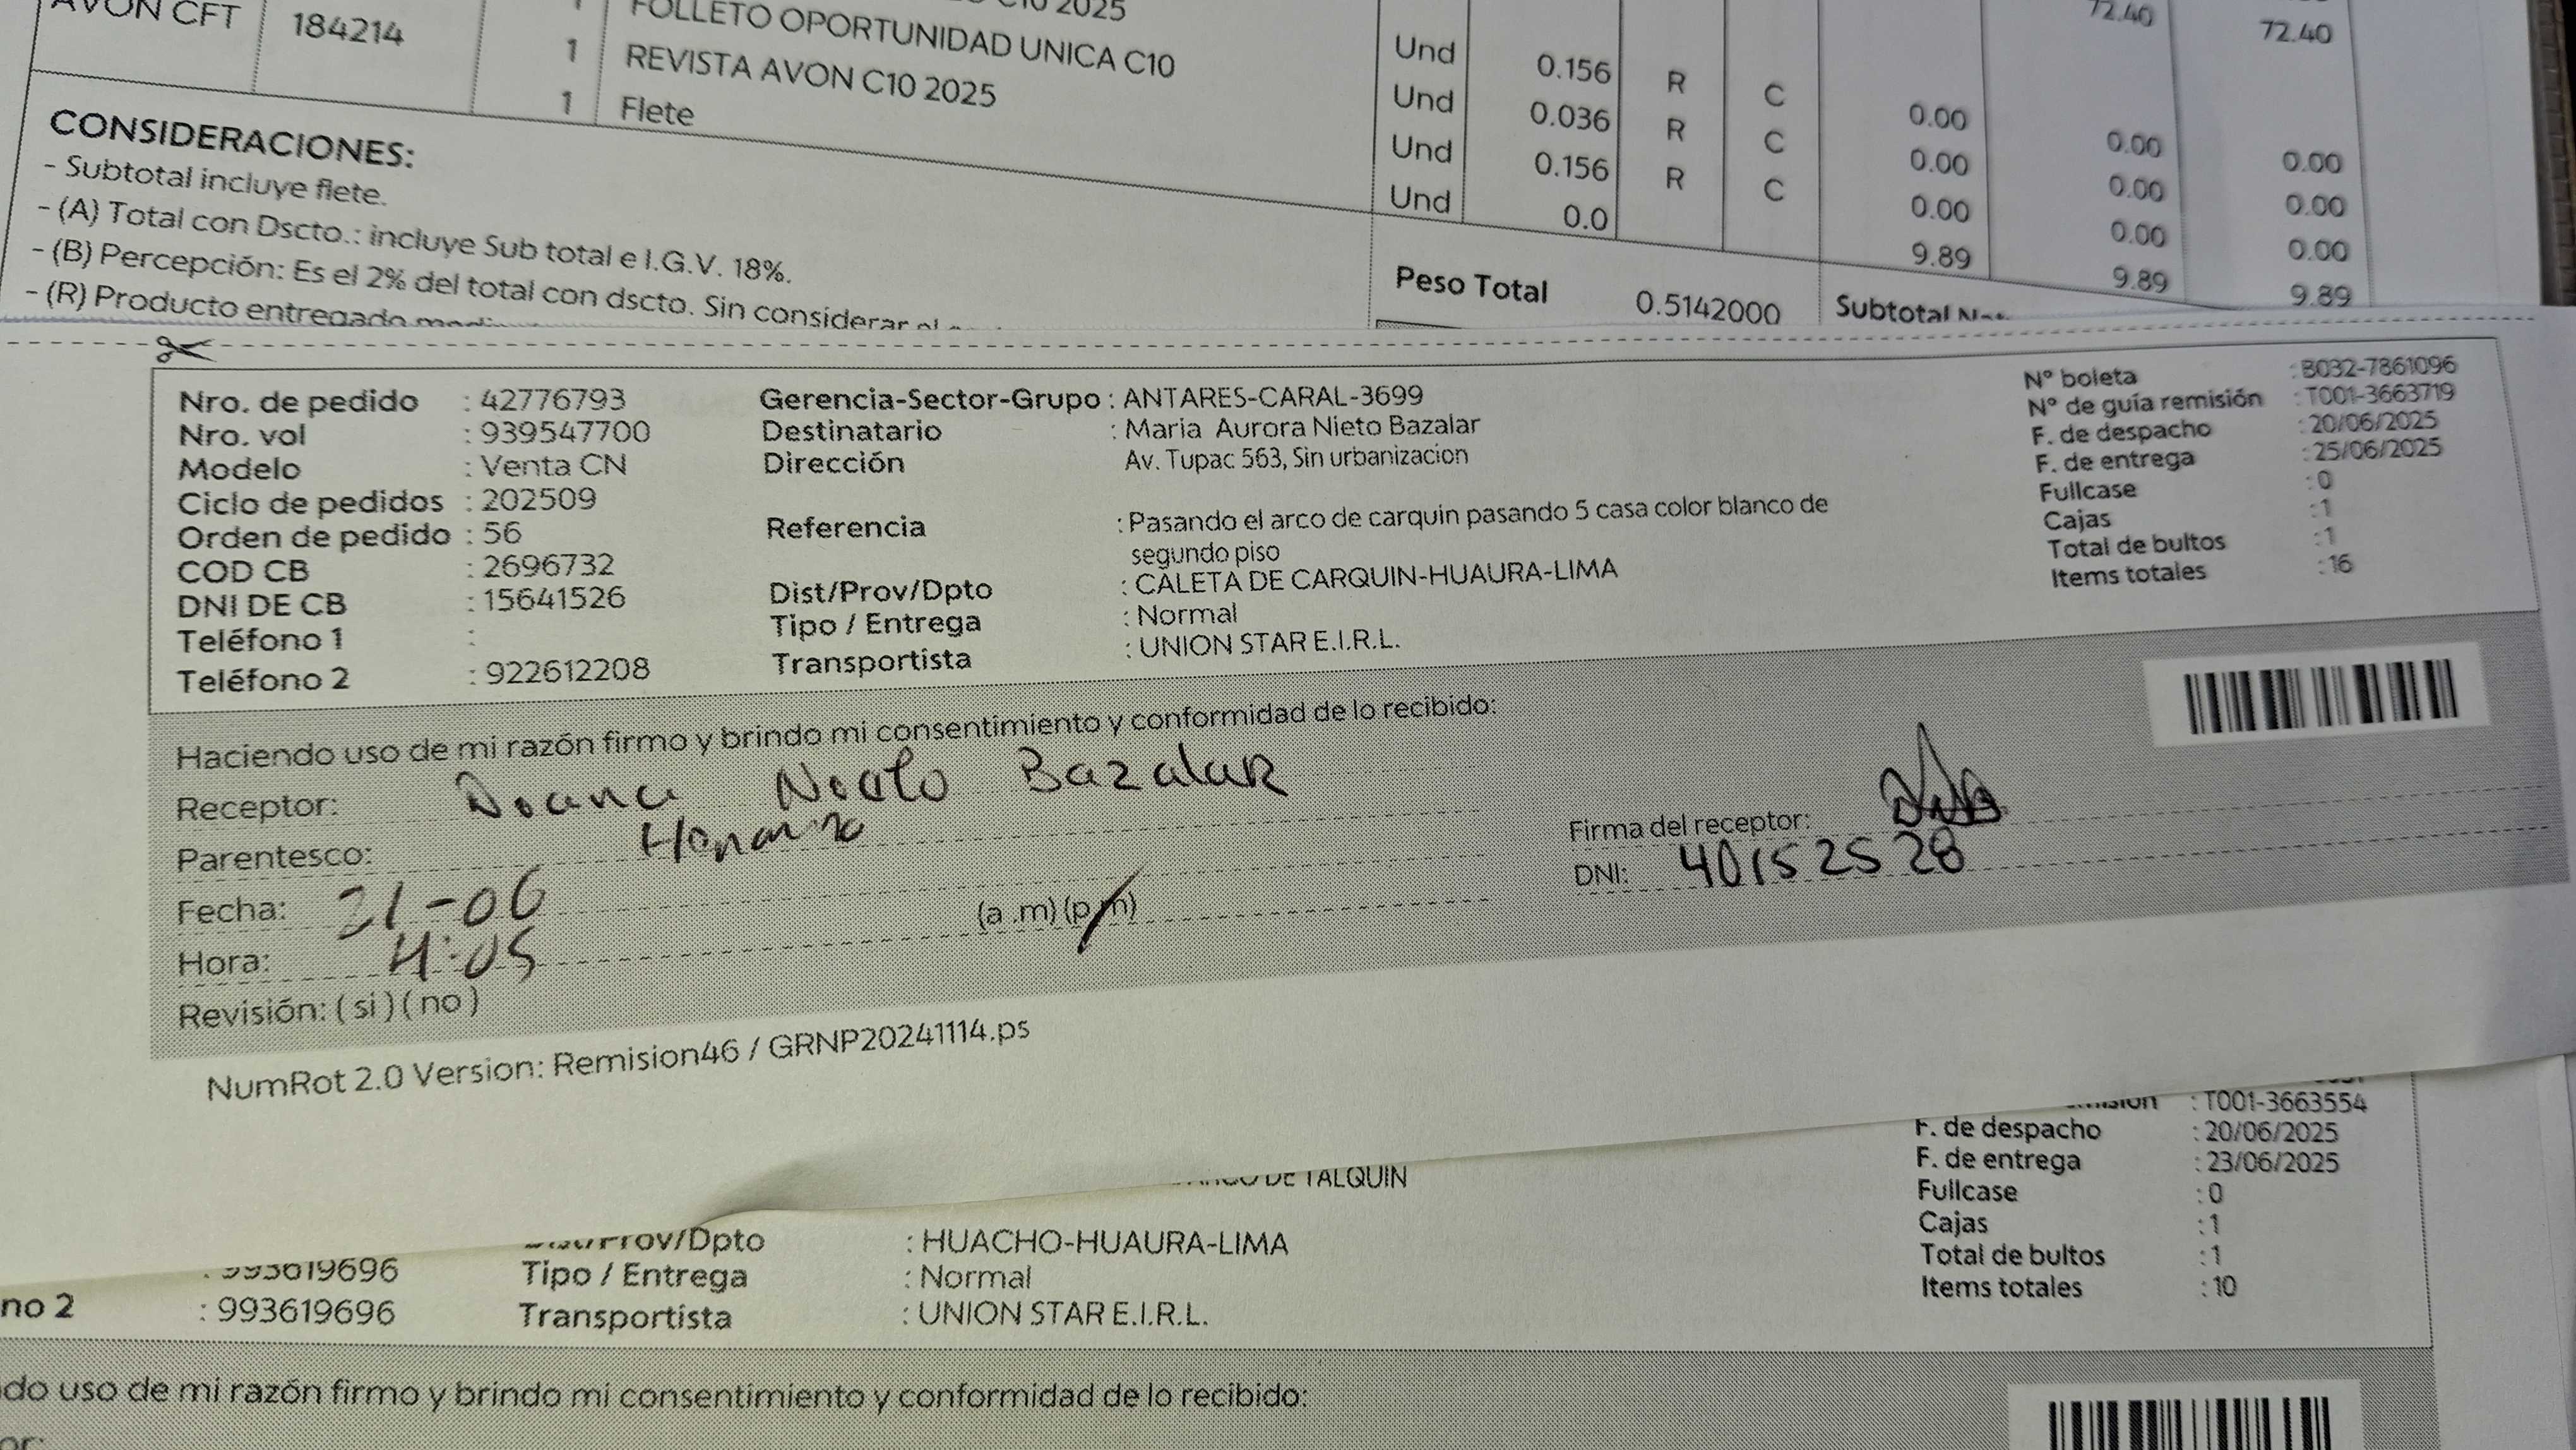 C10 2025
AVON CFT 184214 1 FOLLETO OPORTUNIDAD UNICA C10 Und 0.156 R C 0.00 0.00 0.00
1 REVISTA AVON C10 2025 Und 0.036 R C 0.00 0.00 0.00
1 Flete Und 0.156 R C 0.00 0.00 0.00
Und 0.0 9.89 9.89 9.89
72.40 72.40
CONSIDERACIONES:
- Subtotal incluye flete.
- (A) Total con Dscto.: incluye Sub total e I.G.V. 18%.
- (B) Percepción: Es el 2% del total con dscto. Sin considerar el
- (R) Producto entregado
Peso Total 0.5142000 Subtotal
Nro. de pedido : 42776793
Nro. vol : 939547700
Modelo : Venta CN
Ciclo de pedidos : 202509
Orden de pedido : 56
COD CB : 2696732
DNI DE CB : 15641526
Teléfono 1 :
Teléfono 2 : 922612208
Gerencia-Sector-Grupo : ANTARES-CARAL-3699
Destinatario : Maria Aurora Nieto Bazalar
Dirección Av. Tupac 563, Sin urbanizacion
Referencia : Pasando el arco de carquin pasando 5 casa color blanco de
segundo piso
Dist/Prov/Dpto : CALETA DE CARQUIN-HUAURA-LIMA
Tipo / Entrega : Normal
Transportista : UNION STAR E.I.R.L.
N° boleta : B032-7861096
N° de guía remisión : T001-3663719
F. de despacho : 20/06/2025
F. de entrega : 25/06/2025
Fullcase : 0
Cajas : 1
Total de bultos : 1
Items totales : 16
Haciendo uso de mi razón firmo y brindo mi consentimiento y conformidad de lo recibido:
Receptor: Bazalar
Parentesco:
Fecha: 21-06
Hora: 4:05 (a .m) (p.m)
Revisión: ( si ) ( no )
Firma del receptor:
DNI: 40152528
NumRot 2.0 Version: Remision46 / GRNP20241114.ps
: T001-3663554
F. de despacho : 20/06/2025
F. de entrega : 23/06/2025
Fullcase : 0
Cajas : 1
Total de bultos : 1
Items totales : 10
DE TALQUIN
Dist/Prov/Dpto : HUACHO-HUAURA-LIMA
: 993619696 Tipo / Entrega : Normal
no 2 : 993619696 Transportista : UNION STAR E.I.R.L.
do uso de mi razón firmo y brindo mi consentimiento y conformidad de lo recibido: